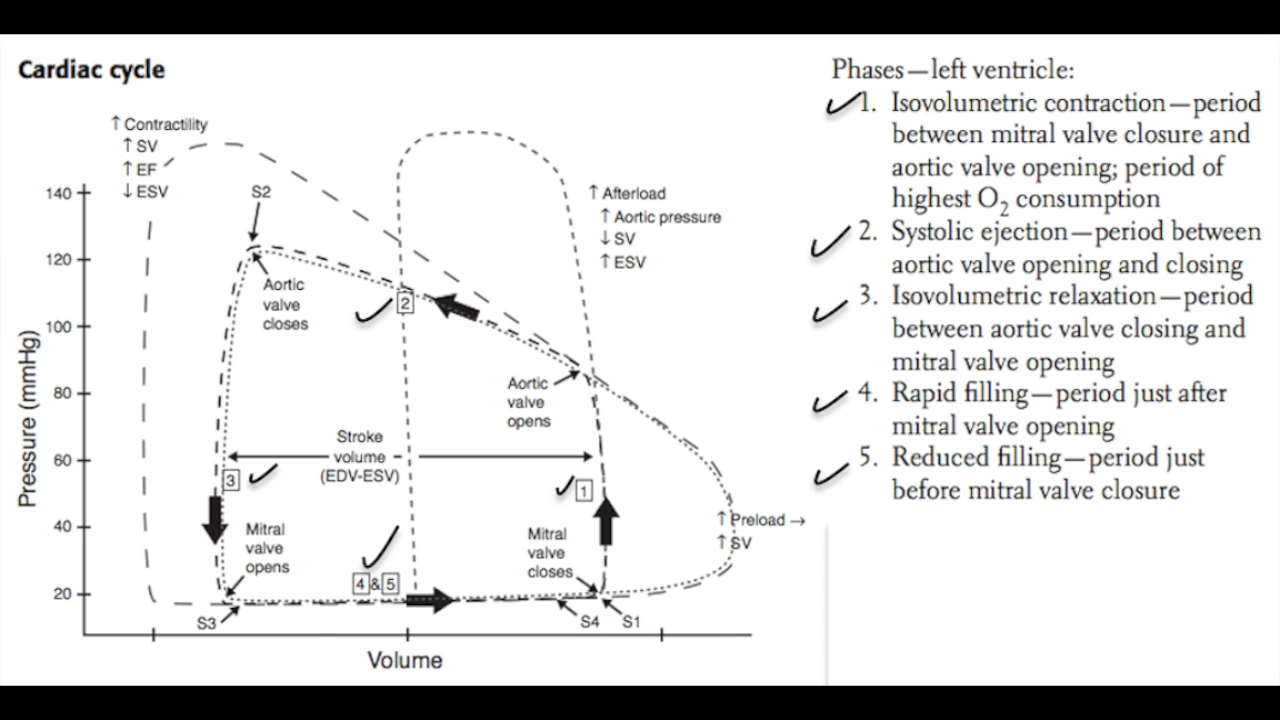 Cardiac cycle
↑ Contractility
↑ SV
↑ EF
↓ ESV
S2
↑ Afterload
↑ Aortic pressure
↓ SV
↑ ESV
140
120
100
80
60
40
20
Pressure (mmHg)
Aortic
valve
closes
2
Aortic
valve
opens
Stroke
volume
(EDV-ESV)
3
1
Mitral
valve
opens
Mitral
valve
closes
4 & 5
↑ Preload →
↑ SV
S3
S4
S1
Volume
Phases—left ventricle:
1. Isovolumetric contraction—period
between mitral valve closure and
aortic valve opening; period of
highest O₂ consumption
2. Systolic ejection—period between
aortic valve opening and closing
3. Isovolumetric relaxation—period
between aortic valve closing and
mitral valve opening
4. Rapid filling—period just after
mitral valve opening
5. Reduced filling—period just
before mitral valve closure